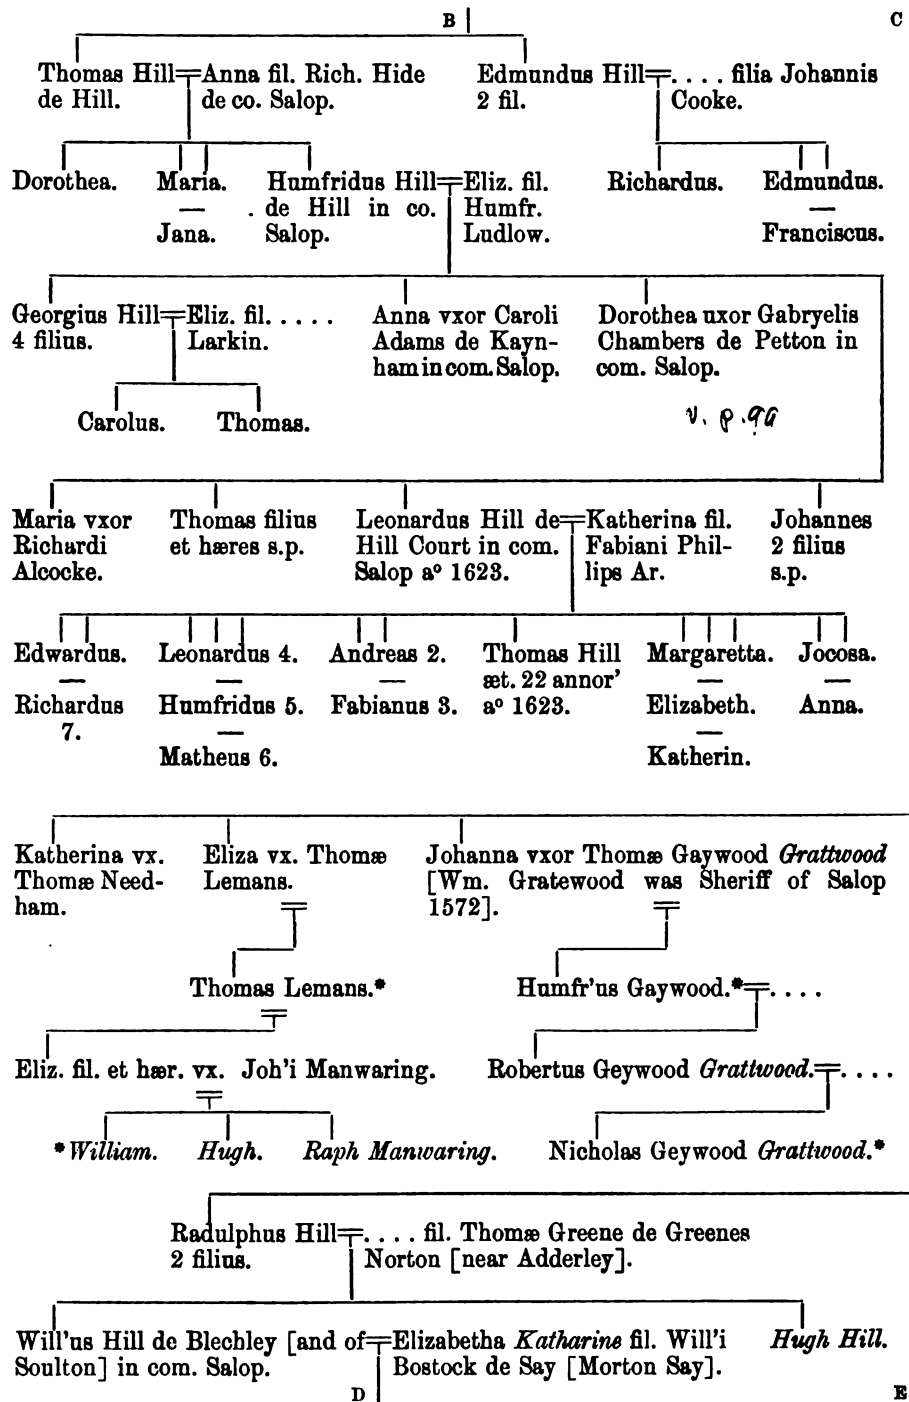 B C
Thomas Hill Anna fil. Rich. Hide Edmundus Hill . . . . filia Johannis
de Hill. de co. Salop. 2 fil. Cooke.
Dorothea. Maria. Humfridus Hill Eliz. fil. Richardus. Edmundus.
— . de Hill in co. Humfr. —
Jana. Salop. Ludlow. Franciscus.
Georgius Hill Eliz. fil. . . . . Anna vxor Caroli Dorothea uxor Gabryelis
4 filius. Larkin. Adams de Kayn- Chambers de Petton in
ham in com. Salop. com. Salop.
Carolus. Thomas. v. p. 99
Maria vxor Thomas filius Leonardus Hill de Katherina fil. Johannes
Richardi et hæres s.p. Hill Court in com. Fabiani Phil- 2 filius
Alcocke. Salop aº 1623. lips Ar. s.p.
Edwardus. Leonardus 4. Andreas 2. Thomas Hill Margaretta. Jocosa.
— — — æt. 22 annor' — —
Richardus Humfridus 5. Fabianus 3. aº 1623. Elizabeth. Anna.
7. — —
Matheus 6. Katherin.
Katherina vx. Eliza vx. Thomæ Johanna vxor Thomæ Gaywood Grattwood
Thomæ Need- Lemans. [Wm. Gratewood was Sheriff of Salop
ham. 1572].
Thomas Lemans.* Humfr'us Gaywood.* . . . .
Eliz. fil. et hær. vx. Joh'i Manwaring. Robertus Geywood Grattwood. . . . .
* William. Hugh. Raph Manwaring. Nicholas Geywood Grattwood.*
Radulphus Hill . . . . fil. Thomæ Greene de Greenes
2 filius. Norton [near Adderley].
Will'us Hill de Blechley [and of Elizabetha Katharine fil. Will'i Hugh Hill.
Soulton] in com. Salop. Bostock de Say [Morton Say].
D E